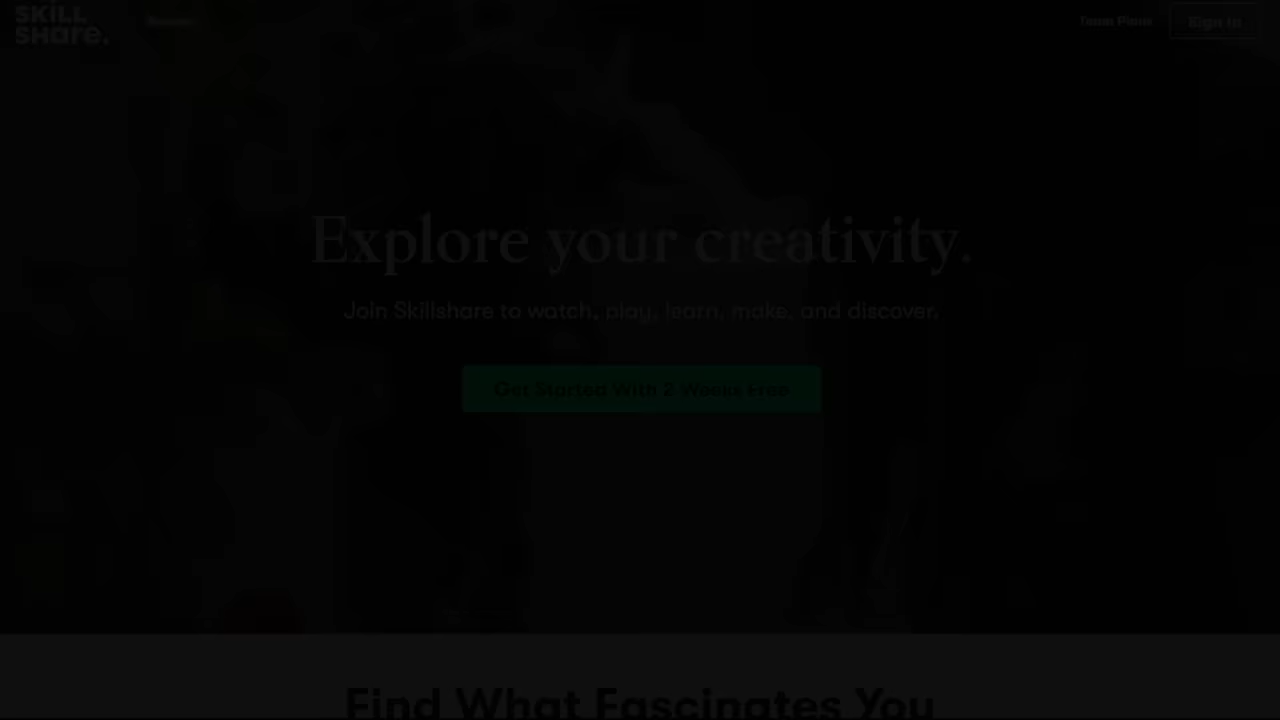 SKILL
SHare.
Team Plans
Sign In
Explore your creativity.
Join Skillshare to watch, play, learn, make, and discover.
Get Started With 2 Weeks Free
Find What Fascinates You